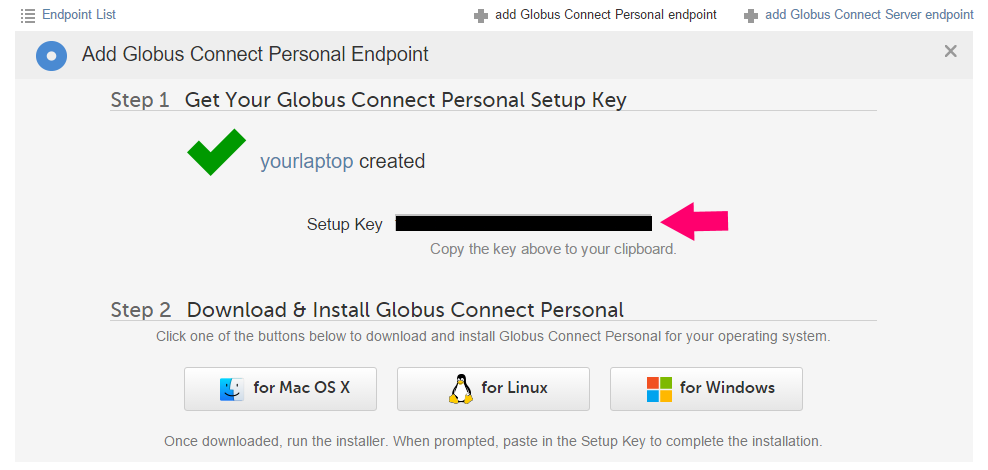 Endpoint List
add Globus Connect Personal endpoint
add Globus Connect Server endpoint
Add Globus Connect Personal Endpoint
Step 1 Get Your Globus Connect Personal Setup Key
yourlaptop created
Setup Key
Copy the key above to your clipboard.
Step 2 Download & Install Globus Connect Personal
Click one of the buttons below to download and install Globus Connect Personal for your operating system.
for Mac OS X
for Linux
for Windows
Once downloaded, run the installer. When prompted, paste in the Setup Key to complete the installation.